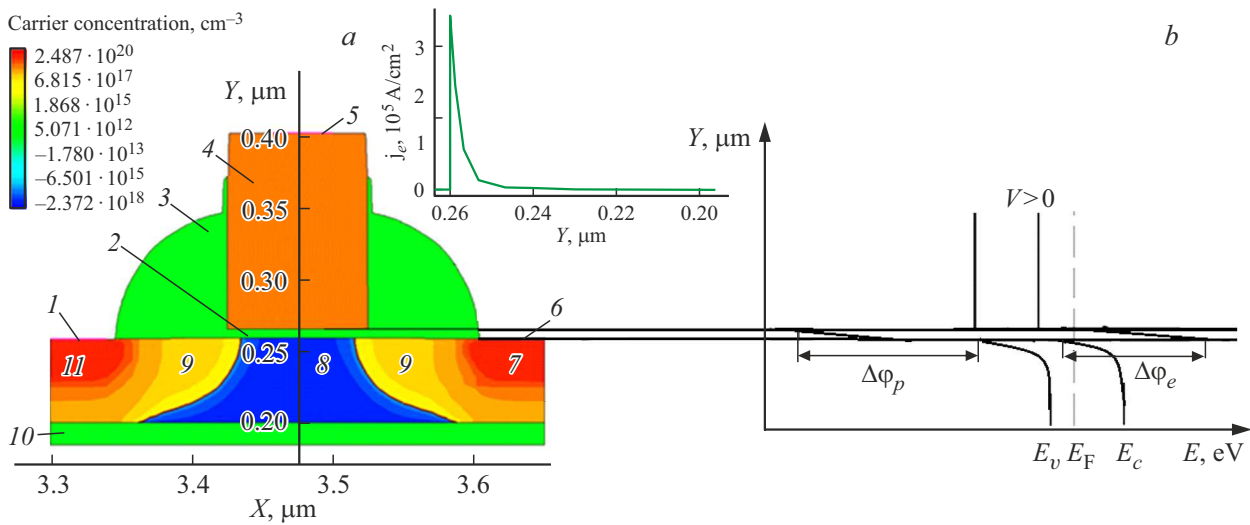 Carrier concentration, cm⁻³
2.487 · 10²⁰
6.815 · 10¹⁷
1.868 · 10¹⁵
5.071 · 10¹²
–1.780 · 10¹³
–6.501 · 10¹⁵
–2.372 · 10¹⁸
a
Y, μm
0.40
0.35
0.30
0.25
0.20
5
4
3
2
1
6
11
9
8
9
7
10
3.3
3.4
3.5
3.6
X, μm
jₑ, 10⁵ A/cm²
3
2
1
0
0.26
0.24
0.22
0.20
Y, μm
b
Y, μm
V > 0
Δφₚ
Δφₑ
Eᵥ
E_F
E_c
E, eV